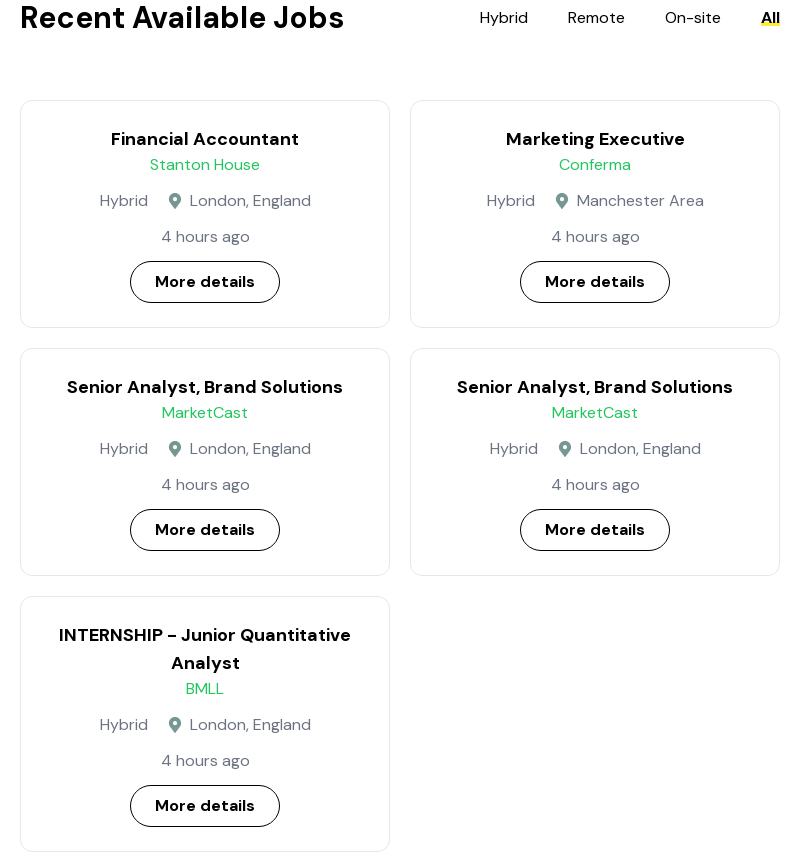 Recent Available Jobs
Hybrid Remote On-site All
Financial Accountant
Stanton House
Hybrid London, England
4 hours ago
More details
Marketing Executive
Conferma
Hybrid Manchester Area
4 hours ago
More details
Senior Analyst, Brand Solutions
MarketCast
Hybrid London, England
4 hours ago
More details
Senior Analyst, Brand Solutions
MarketCast
Hybrid London, England
4 hours ago
More details
INTERNSHIP - Junior Quantitative
Analyst
BMLL
Hybrid London, England
4 hours ago
More details